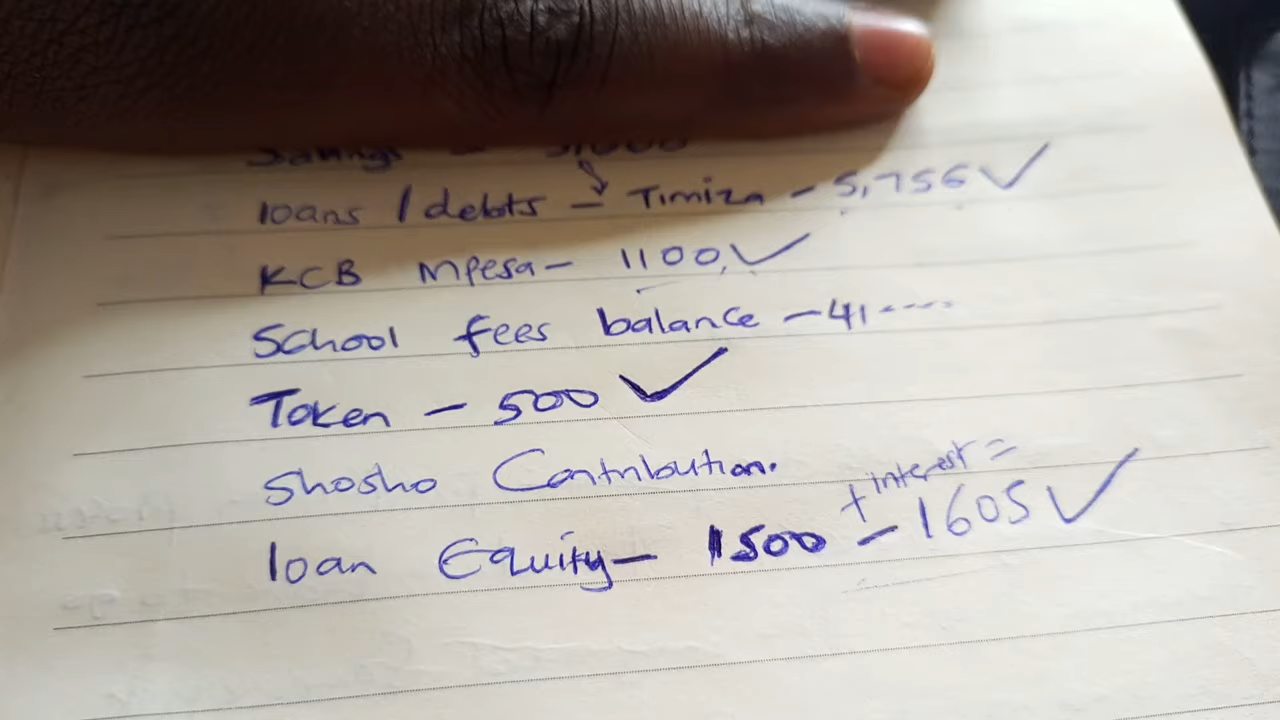 Savings -
loans / debts - Timiza - 5,756 ✓
KCB Mpesa - 1100, ✓
School fees balance - 41 ----
Token - 500 ✓
Shosho Contribution.
+ interest =
loan Equity - 1500 - 1605 ✓